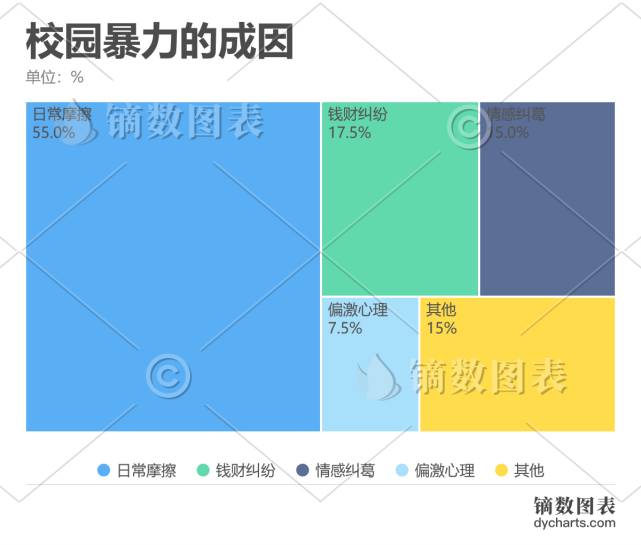 校园暴力的成因
单位：%
日常摩擦
55.0%
钱财纠纷
17.5%
情感纠葛
5.0%
偏激心理
7.5%
其他
15%
镝数图表
©
©
镝数图表
日常摩擦 钱财纠纷 情感纠葛 偏激心理 其他
镝数图表
dycharts.com